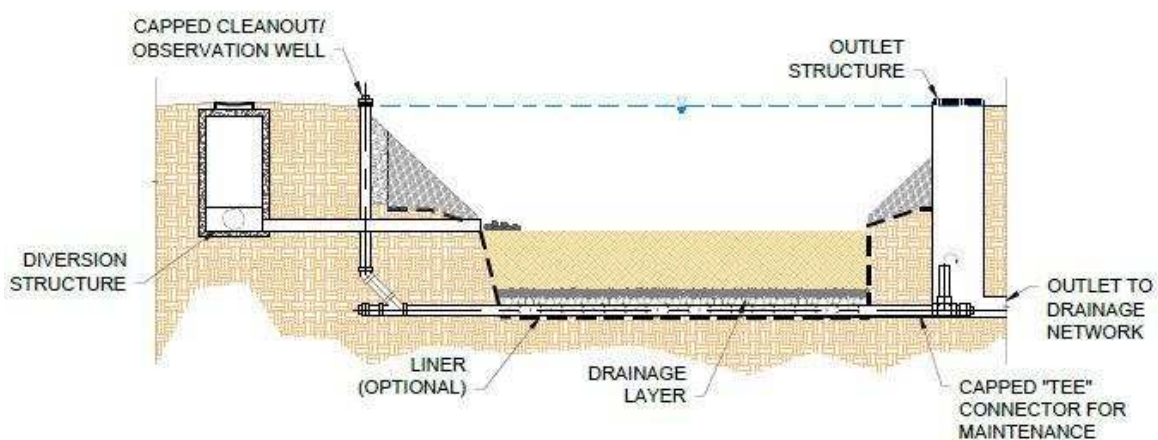 CAPPED CLEANOUT/
OBSERVATION WELL
OUTLET
STRUCTURE
DIVERSION
STRUCTURE
LINER
(OPTIONAL)
DRAINAGE
LAYER
OUTLET TO
DRAINAGE
NETWORK
CAPPED "TEE"
CONNECTOR FOR
MAINTENANCE